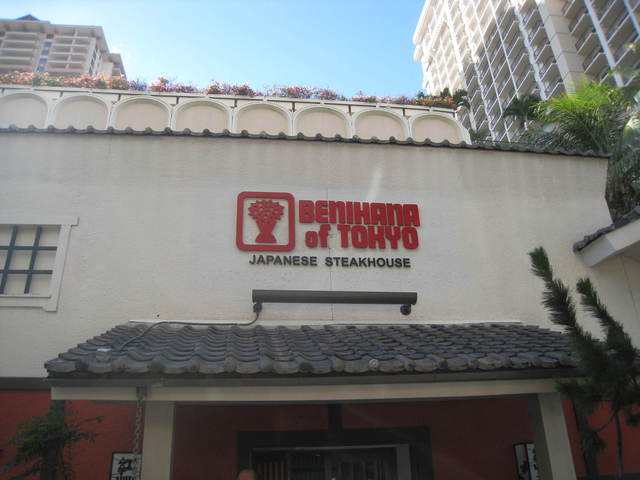 BENIHANA
of TOKYO
JAPANESE STEAKHOUSE